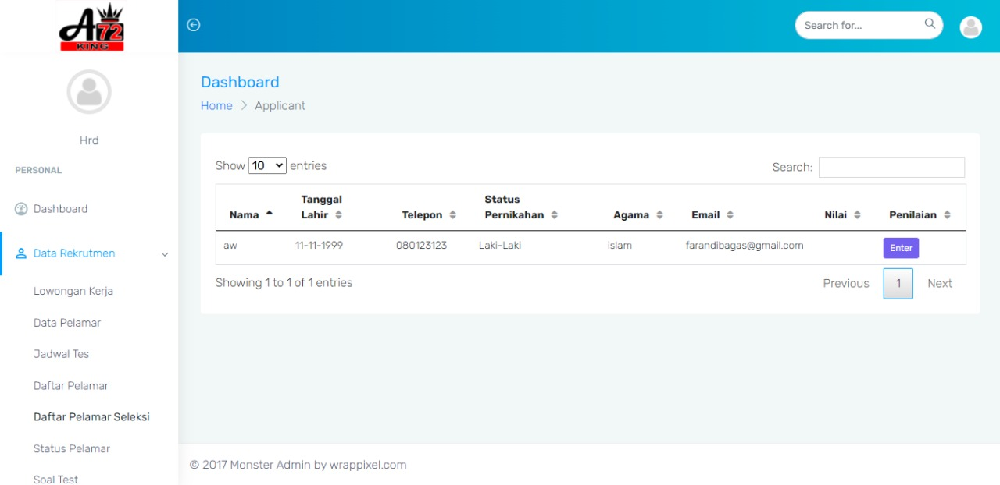 A72
KING
Search for...
Hrd
PERSONAL
Dashboard
Data Rekrutmen
Lowongan Kerja
Data Pelamar
Jadwal Tes
Daftar Pelamar
Daftar Pelamar Seleksi
Status Pelamar
Soal Test
Dashboard
Home > Applicant
Show 10 entries
Search:
Nama Tanggal Lahir Telepon Status Pernikahan Agama Email Nilai Penilaian
aw 11-11-1999 080123123 Laki-Laki islam farandibagas@gmail.com Enter
Showing 1 to 1 of 1 entries
Previous 1 Next
© 2017 Monster Admin by wrappixel.com